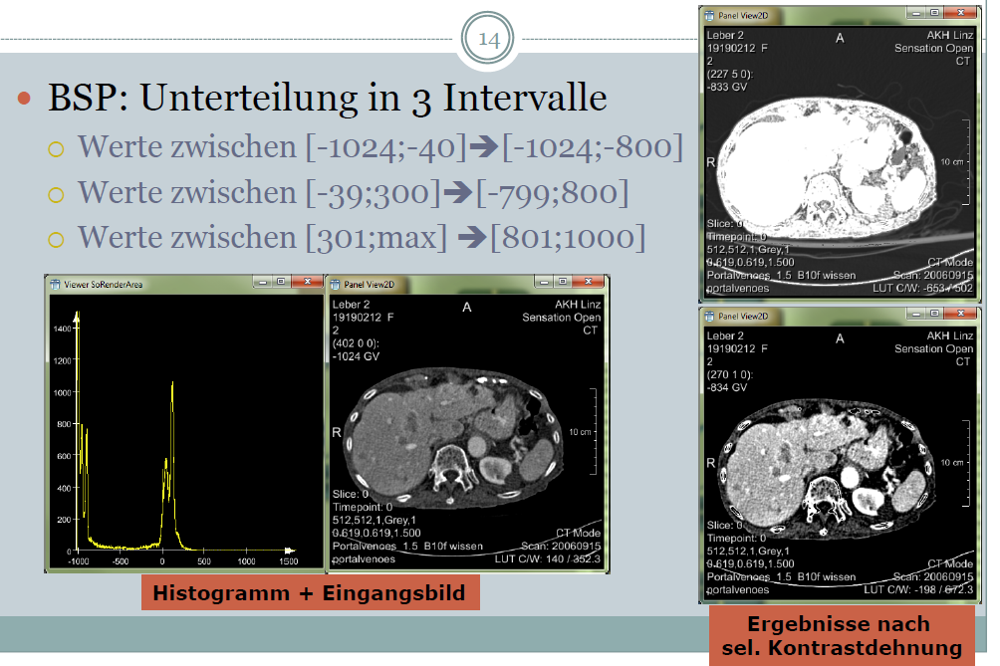 14
• BSP: Unterteilung in 3 Intervalle
○ Werte zwischen [-1024;-40]➔[-1024;-800]
○ Werte zwischen [-39;300]➔[-799;800]
○ Werte zwischen [301;max] ➔[801;1000]
Viewer SoRenderArea
1400
1200
1000
800
600
400
200
0
-1000 -500 0 500 1000 1500
Panel View2D
Leber 2
19190212 F
2
(402 0 0):
-1024 GV
A
AKH Linz
Sensation Open
CT
R
10 cm
Slice: 0
Timepoint: 0
512,512,1,Grey,1
0.619,0.619,1.500
Portalvenoes 1.5 B10f wissen
portalvenoes
CT Mode
Scan: 20060915
LUT C/W: 140 / 352.3
Histogramm + Eingangsbild
Panel View2D
Leber 2
19190212 F
2
(227 5 0):
-833 GV
A
AKH Linz
Sensation Open
CT
R
10 cm
Slice: 0
Timepoint: 0
512,512,1,Grey,1
0.619,0.619,1.500
Portalvenoes 1.5 B10f wissen
portalvenoes
CT Mode
Scan: 20060915
LUT C/W: -653 / 502
Panel View2D
Leber 2
19190212 F
2
(270 1 0):
-834 GV
A
AKH Linz
Sensation Open
CT
R
10 cm
Slice: 0
Timepoint: 0
512,512,1,Grey,1
0.619,0.619,1.500
Portalvenoes 1.5 B10f wissen
portalvenoes
CT Mode
Scan: 20060915
LUT C/W: -198 / 672.3
Ergebnisse nach
sel. Kontrastdehnung